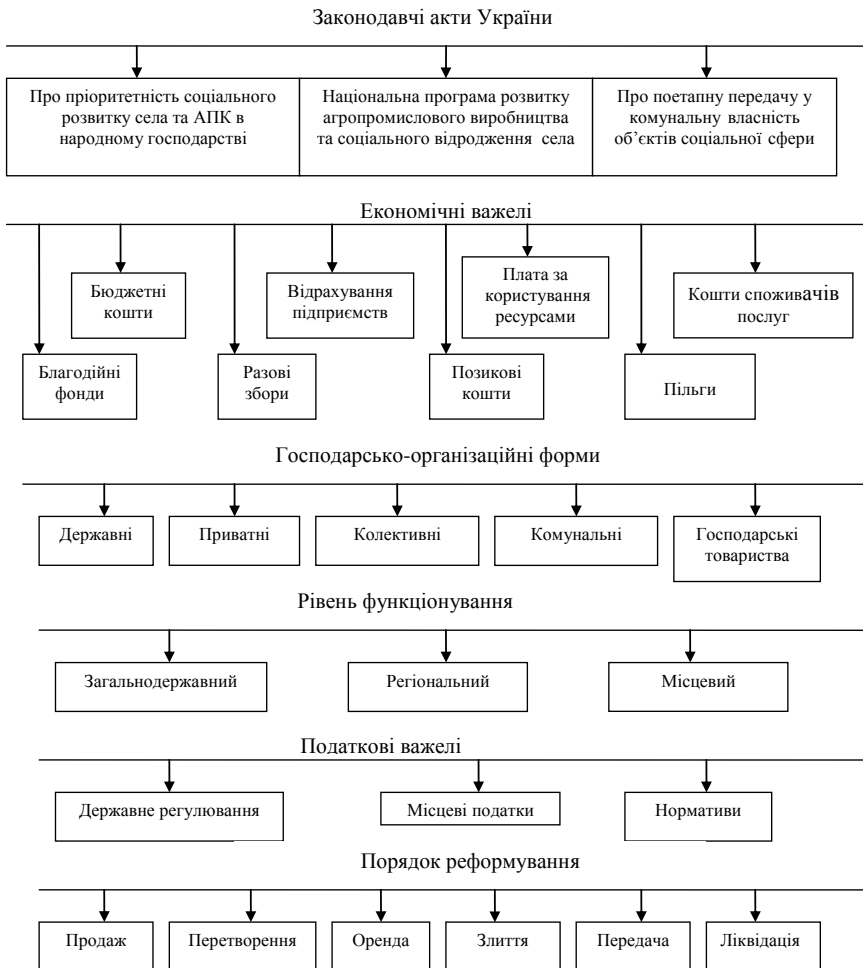 Законодавчі акти України
Про пріоритетність соціального
розвитку села та АПК в
народному господарстві
Національна програма розвитку
агропромислового виробництва
та соціального відродження села
Про поетапну передачу у
комунальну власність
об’єктів соціальної сфери
Економічні важелі
Бюджетні
кошти
Відрахування
підприємств
Плата за
користування
ресурсами
Кошти споживачів
послуг
Благодійні
фонди
Разові
збори
Позикові
кошти
Пільги
Господарсько-організаційні форми
Державні
Приватні
Колективні
Комунальні
Господарські
товариства
Рівень функціонування
Загальнодержавний
Регіональний
Місцевий
Податкові важелі
Державне регулювання
Місцеві податки
Нормативи
Порядок реформування
Продаж
Перетворення
Оренда
Злиття
Передача
Ліквідація